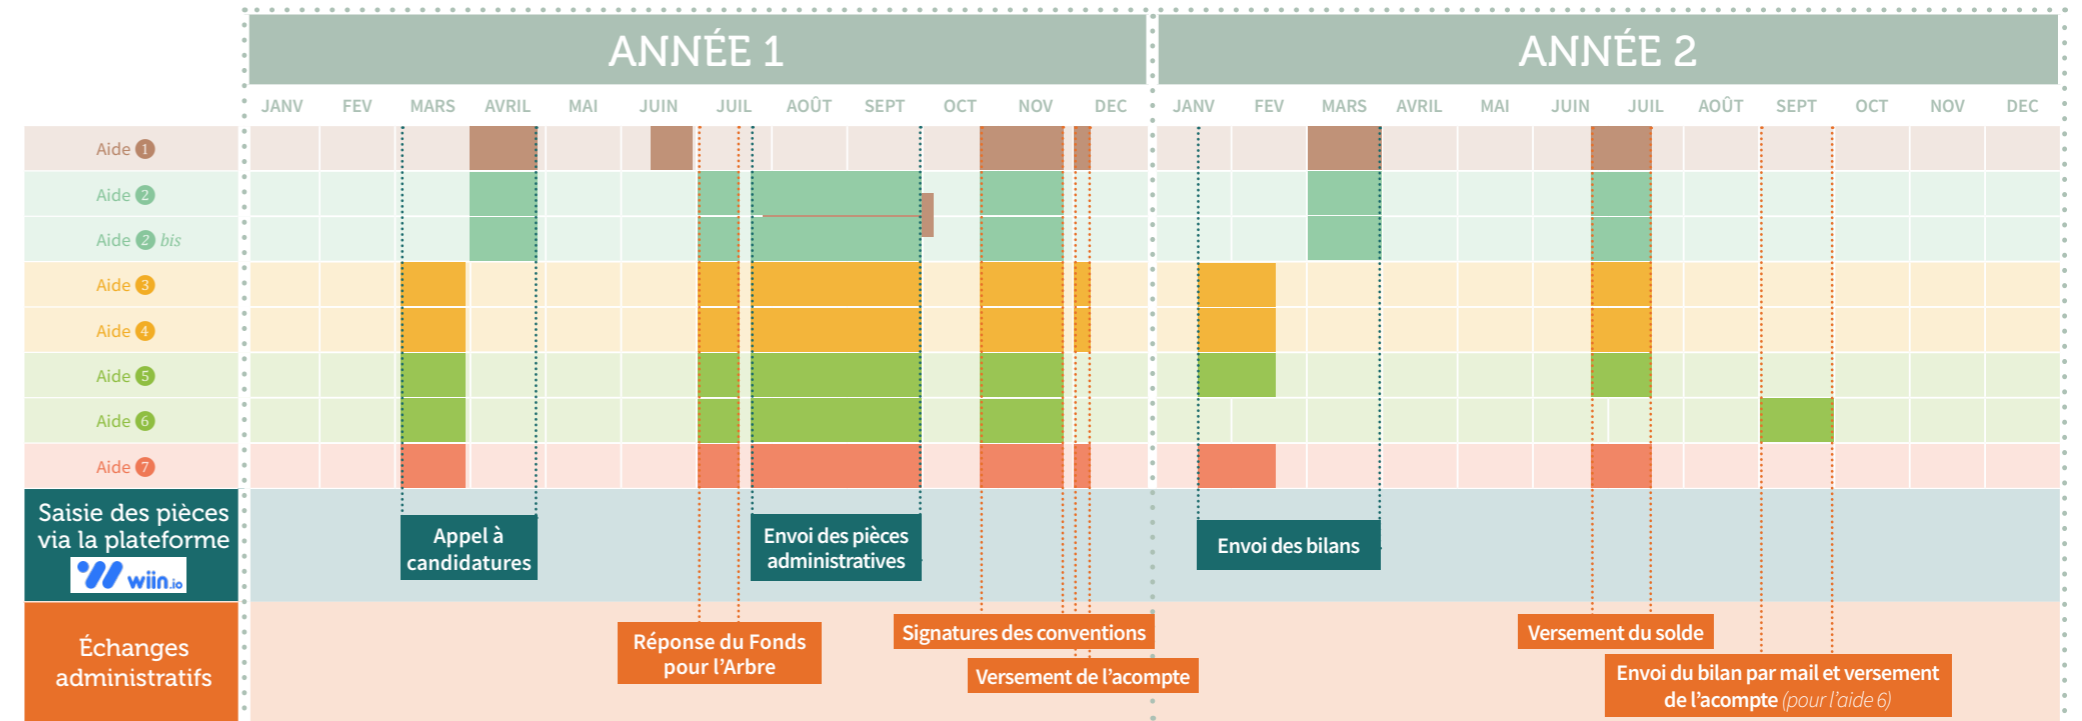 ANNÉE 1
ANNÉE 2
JANV FEV MARS AVRIL MAI JUIN JUIL AOÛT SEPT OCT NOV DEC
JANV FEV MARS AVRIL MAI JUIN JUIL AOÛT SEPT OCT NOV DEC
Aide 1
Aide 2
Aide 2 bis
Aide 3
Aide 4
Aide 5
Aide 6
Aide 7
Saisie des pièces
via la plateforme
wiin.io
Appel à
candidatures
Envoi des pièces
administratives
Envoi des bilans
Échanges
administratifs
Réponse du Fonds
pour l'Arbre
Signatures des conventions
Versement de l'acompte
Versement du solde
Envoi du bilan par mail et versement
de l'acompte (pour l'aide 6)